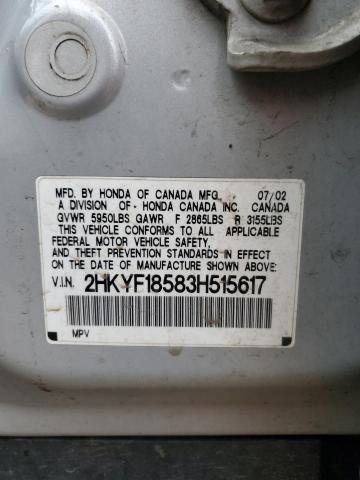 MFD. BY HONDA OF CANADA MFG. 07/02
A DIVISION OF - HONDA CANADA INC. CANADA
GVWR 5950LBS GAWR F 2865LBS R 3155LBS
THIS VEHICLE CONFORMS TO ALL APPLICABLE
FEDERAL MOTOR VEHICLE SAFETY,
AND THEFT PREVENTION STANDARDS IN EFFECT
ON THE DATE OF MANUFACTURE SHOWN ABOVE.
V.I.N. 2HKYF18583H515617
MPV